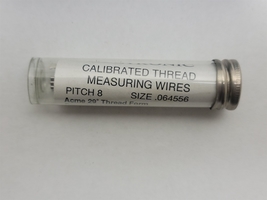 CALIBRATED THREAD
MEASURING WIRES
PITCH 8 SIZE .064556
Acme 29° Thread Form